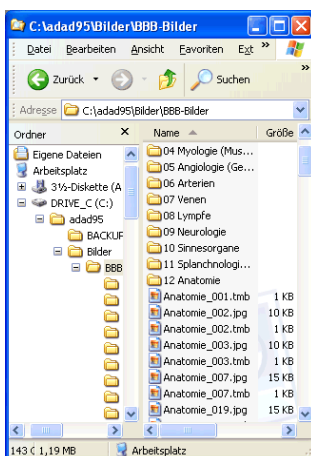 C:\adad95\Bilder\BBB-Bilder
Datei Bearbeiten Ansicht Favoriten Ext »
Zurück Suchen »
Adresse C:\adad95\Bilder\BBB-Bilder
Ordner x Name Größe
Eigene Dateien
Arbeitsplatz
3½-Diskette (A
DRIVE_C (C:)
adad95
BACKUP
Bilder
BBB
04 Myologie (Mus...
05 Angiologie (Ge...
06 Arterien
07 Venen
08 Lymphe
09 Neurologie
10 Sinnesorgane
11 Splanchnologi...
12 Anatomie
Anatomie_001.tmb 1 KB
Anatomie_002.jpg 10 KB
Anatomie_002.tmb 1 KB
Anatomie_003.jpg 10 KB
Anatomie_003.tmb 1 KB
Anatomie_007.jpg 15 KB
Anatomie_007.tmb 1 KB
Anatomie_019.jpg 15 KB
143 C 1,19 MB Arbeitsplatz